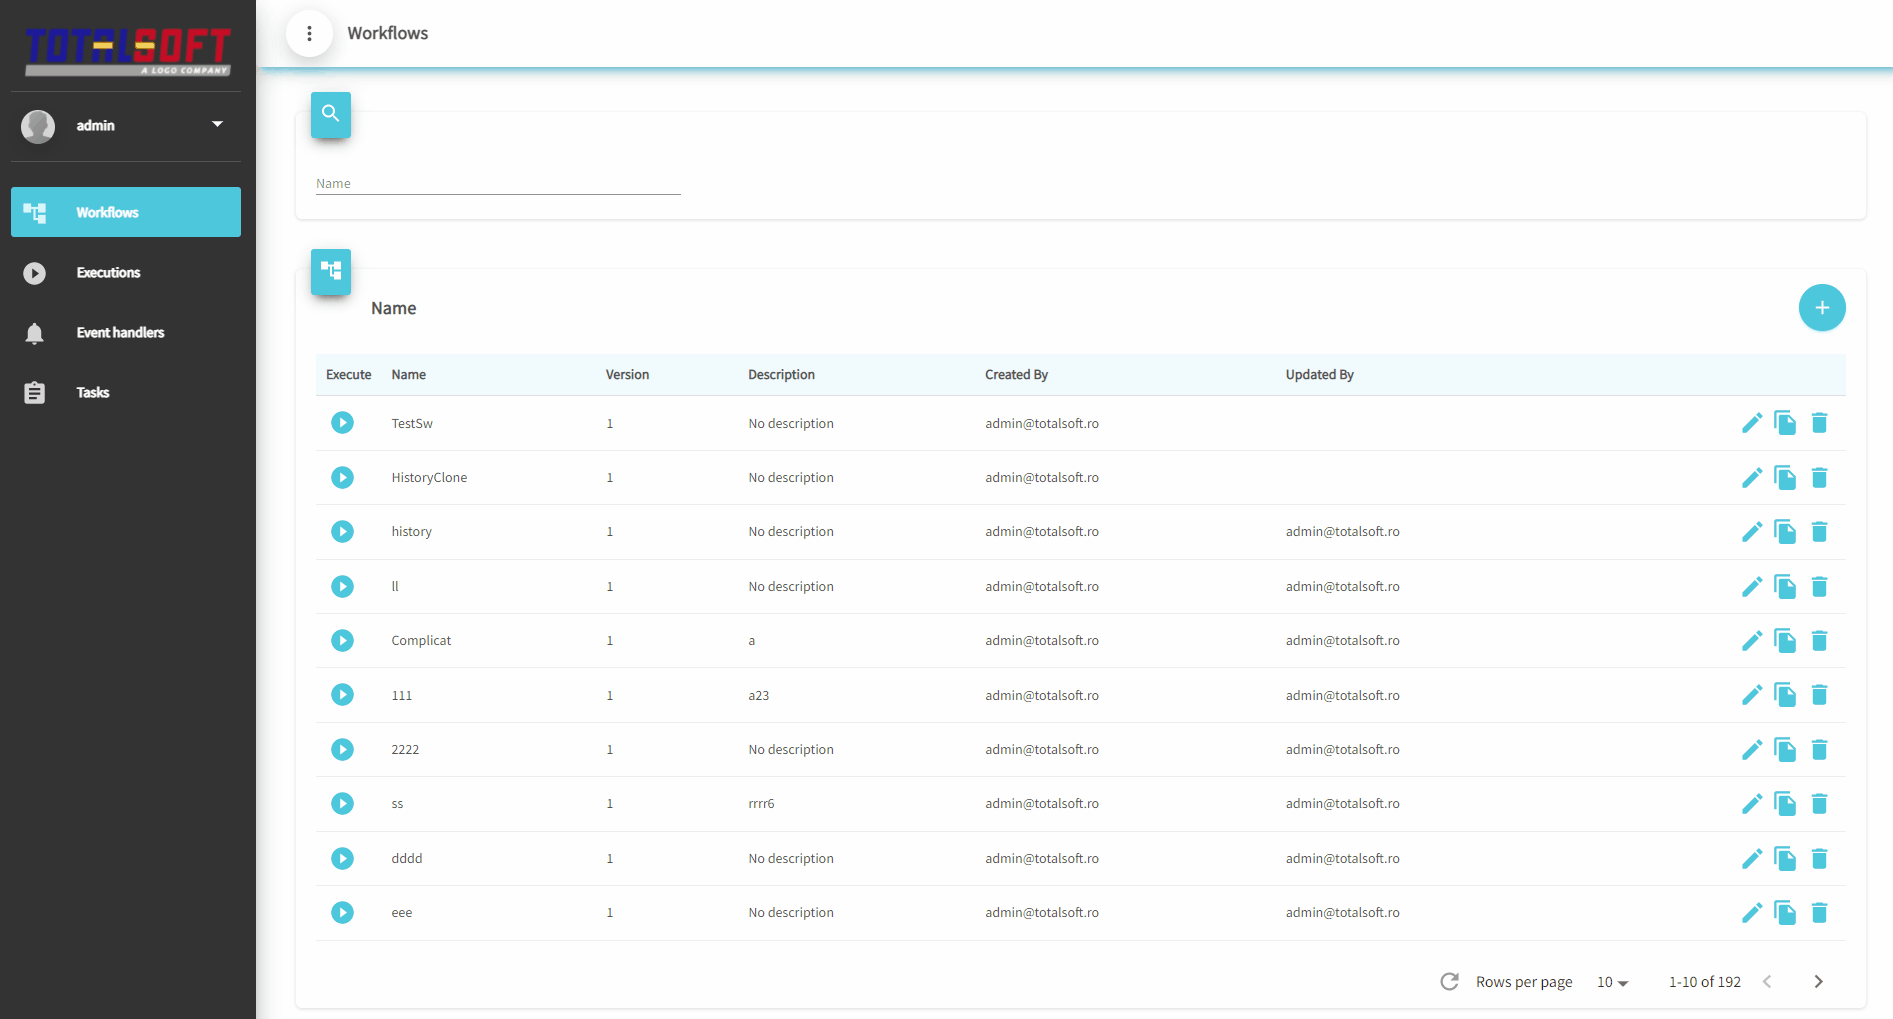 TOTALSOFT
A LOGO COMPANY
admin
Workflows
Executions
Event handlers
Tasks
Workflows
Name
Name
Execute Name Version Description Created By Updated By
TestSw 1 No description admin@totalsoft.ro
HistoryClone 1 No description admin@totalsoft.ro
history 1 No description admin@totalsoft.ro admin@totalsoft.ro
ll 1 No description admin@totalsoft.ro admin@totalsoft.ro
Complicat 1 a admin@totalsoft.ro admin@totalsoft.ro
111 1 a23 admin@totalsoft.ro admin@totalsoft.ro
2222 1 No description admin@totalsoft.ro admin@totalsoft.ro
ss 1 rrrr6 admin@totalsoft.ro admin@totalsoft.ro
dddd 1 No description admin@totalsoft.ro admin@totalsoft.ro
eee 1 No description admin@totalsoft.ro admin@totalsoft.ro
Rows per page 10 1-10 of 192